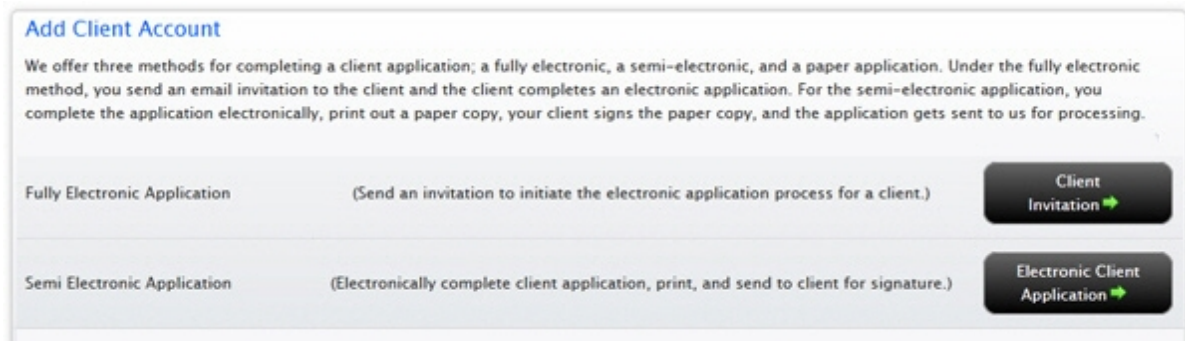 Add Client Account
We offer three methods for completing a client application; a fully electronic, a semi-electronic, and a paper application. Under the fully electronic
method, you send an email invitation to the client and the client completes an electronic application. For the semi-electronic application, you
complete the application electronically, print out a paper copy, your client signs the paper copy, and the application gets sent to us for processing.
Fully Electronic Application (Send an invitation to initiate the electronic application process for a client.) Client
Invitation
Semi Electronic Application (Electronically complete client application, print, and send to client for signature.) Electronic Client
Application